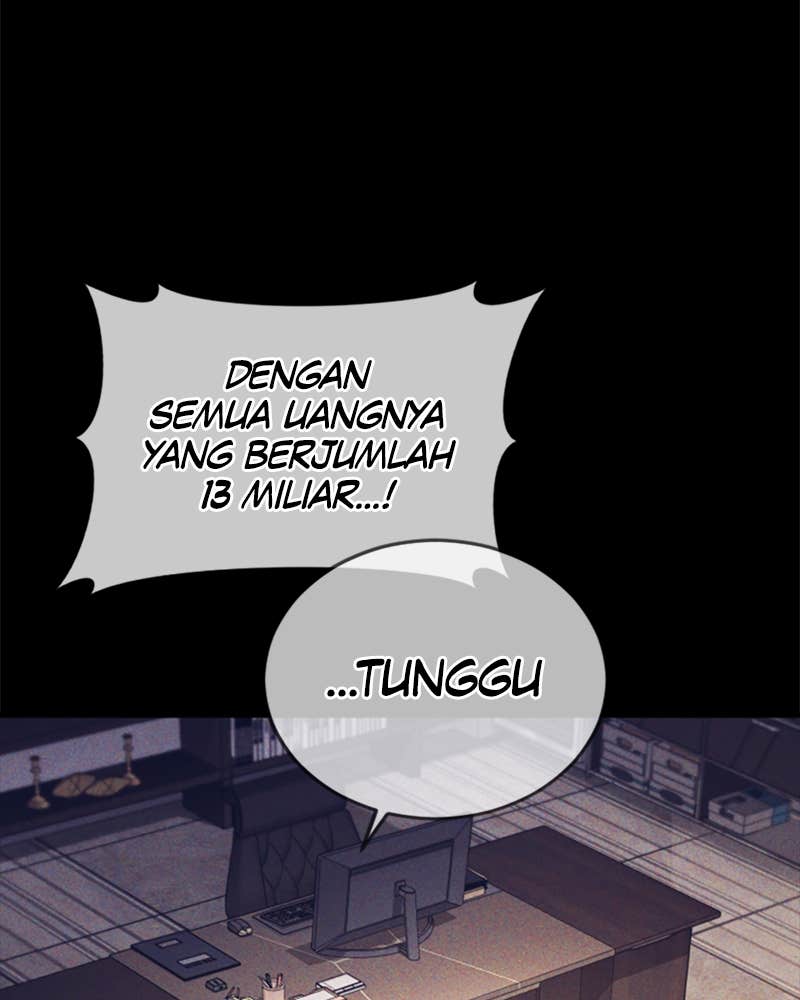 DENGAN
SEMUA UANGNYA
YANG BERJUMLAH
13 MILIAR...!
...TUNGGU